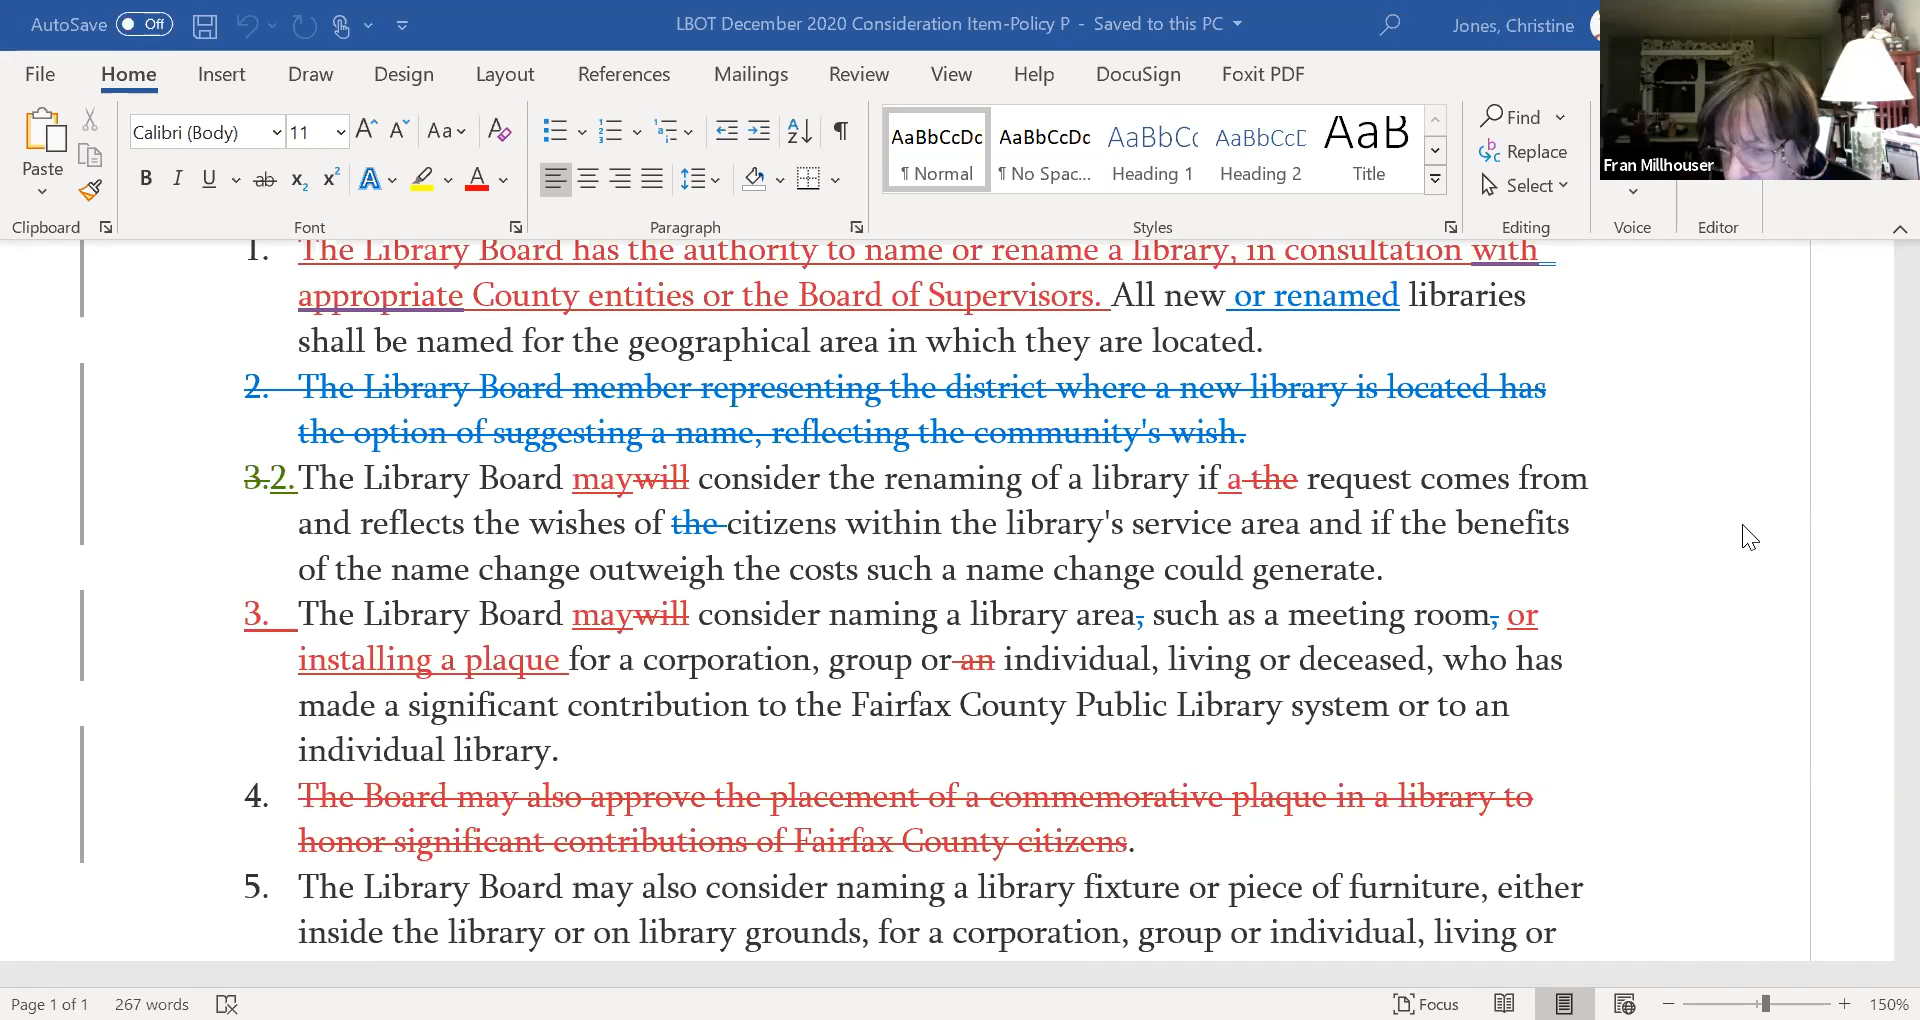 AutoSave Off LBOT December 2020 Consideration Item-Policy P - Saved to this PC Jones, Christine
File Home Insert Draw Design Layout References Mailings Review View Help DocuSign Foxit PDF
Calibri (Body) 11 Aa
Paste
B I U ab x2 x2 A A
AaBbCcDc AaBbCcDc AaBbCc AaBbCcD AaB
¶ Normal ¶ No Spac... Heading 1 Heading 2 Title
Find
Replace
Select
Fran Millhouser
Clipboard Font Paragraph Styles Editing Voice Editor
1. The Library Board has the authority to name or rename a library, in consultation with
appropriate County entities or the Board of Supervisors. All new or renamed libraries
shall be named for the geographical area in which they are located.
2. The Library Board member representing the district where a new library is located has
the option of suggesting a name, reflecting the community's wish.
3.2. The Library Board maywill consider the renaming of a library if a the request comes from
and reflects the wishes of the citizens within the library's service area and if the benefits
of the name change outweigh the costs such a name change could generate.
3. The Library Board maywill consider naming a library area, such as a meeting room, or
installing a plaque for a corporation, group or an individual, living or deceased, who has
made a significant contribution to the Fairfax County Public Library system or to an
individual library.
4. The Board may also approve the placement of a commemorative plaque in a library to
honor significant contributions of Fairfax County citizens.
5. The Library Board may also consider naming a library fixture or piece of furniture, either
inside the library or on library grounds, for a corporation, group or individual, living or
Page 1 of 1 267 words Focus 150%